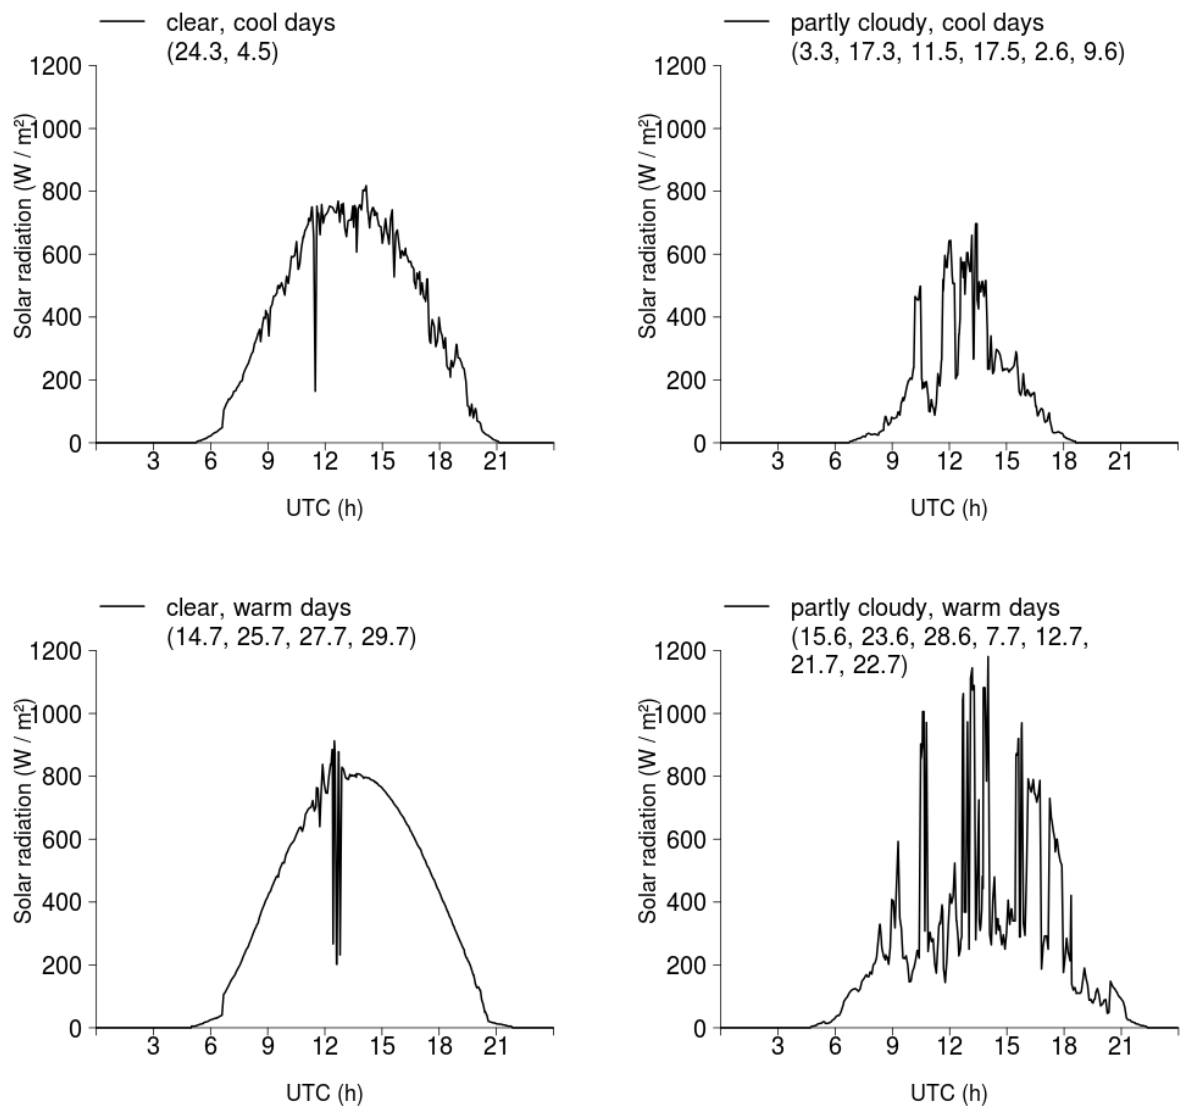 clear, cool days
(24.3, 4.5)
1200
1000
800
600
400
200
0
Solar radiation (W / m²)
3 6 9 12 15 18 21
UTC (h)
partly cloudy, cool days
(3.3, 17.3, 11.5, 17.5, 2.6, 9.6)
1200
1000
800
600
400
200
0
Solar radiation (W / m²)
3 6 9 12 15 18 21
UTC (h)
clear, warm days
(14.7, 25.7, 27.7, 29.7)
1200
1000
800
600
400
200
0
Solar radiation (W / m²)
3 6 9 12 15 18 21
UTC (h)
partly cloudy, warm days
(15.6, 23.6, 28.6, 7.7, 12.7,
21.7, 22.7)
1200
1000
800
600
400
200
0
Solar radiation (W / m²)
3 6 9 12 15 18 21
UTC (h)